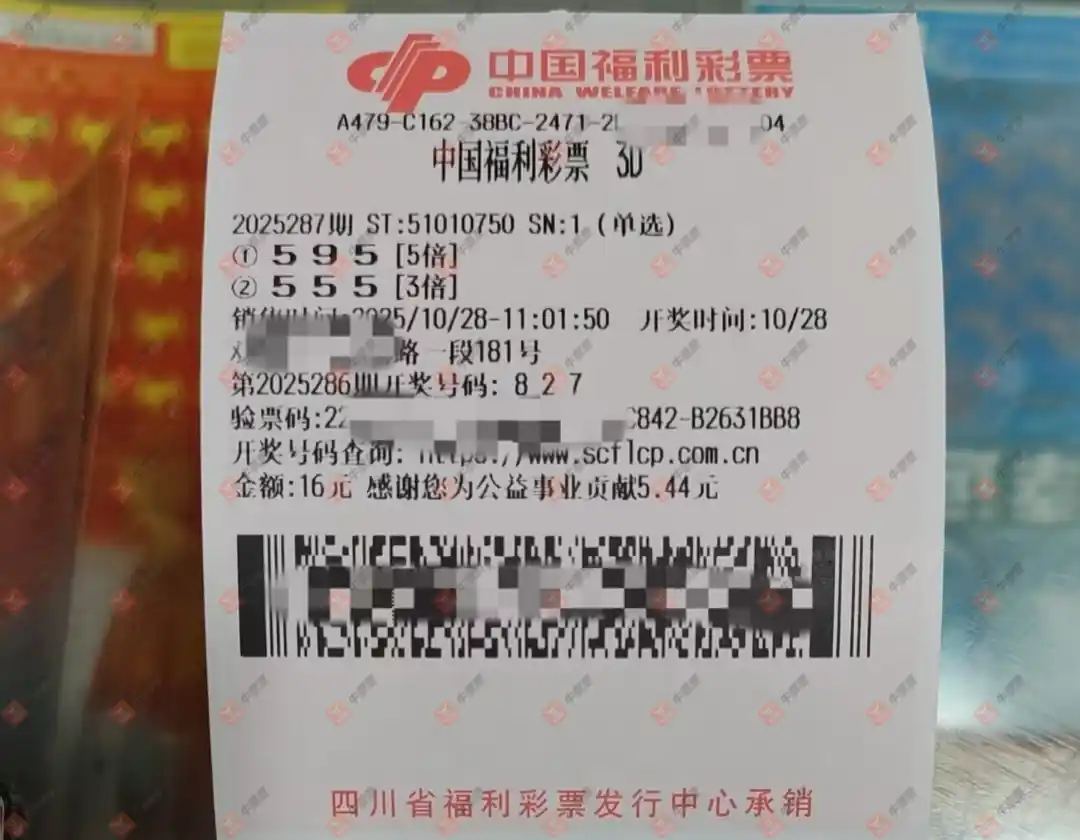 中国福利彩票
CHINA WELFARE LOTTERY
A479-C162 38BC-2471-2 04
中国福利彩票 3D
2025287期 ST:51010750 SN:1 (单选)
① 5 9 5 [5倍]
② 5 5 5 [3倍]
销售时间:2025/10/28-11:01:50 开奖时间:10/28
路一段181号
第2025286期开奖号码: 8 2 7
验票码:22 C842-B2631BB8
开奖号码查询: https://www.scflcp.com.cn
金额:16元 感谢您为公益事业贡献5.44元
四川省福利彩票发行中心承销